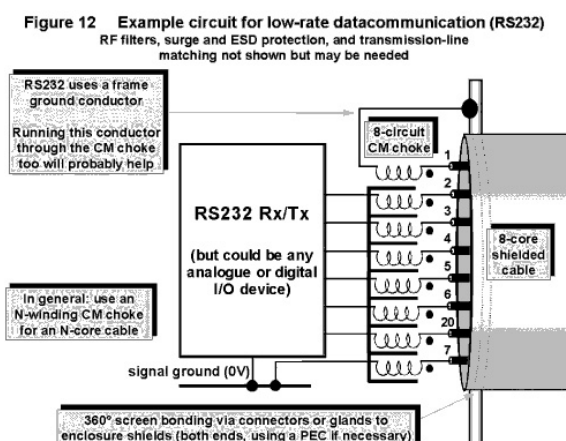 Figure 12 Example circuit for low-rate datacommunication (RS232)
RF filters, surge and ESD protection, and transmission-line
matching not shown but may be needed
RS232 uses a frame
ground conductor
Running this conductor
through the CM choke
too will probably help
8-circuit
CM choke
1
2
3
4
5
6
20
7
RS232 Rx/Tx
(but could be any
analogue or digital
I/O device)
8-core
shielded
cable
In general: use an
N-winding CM choke
for an N-core cable
signal ground (0V)
360° screen bonding via connectors or glands to
enclosure shields (both ends, using a PEC if necessary)